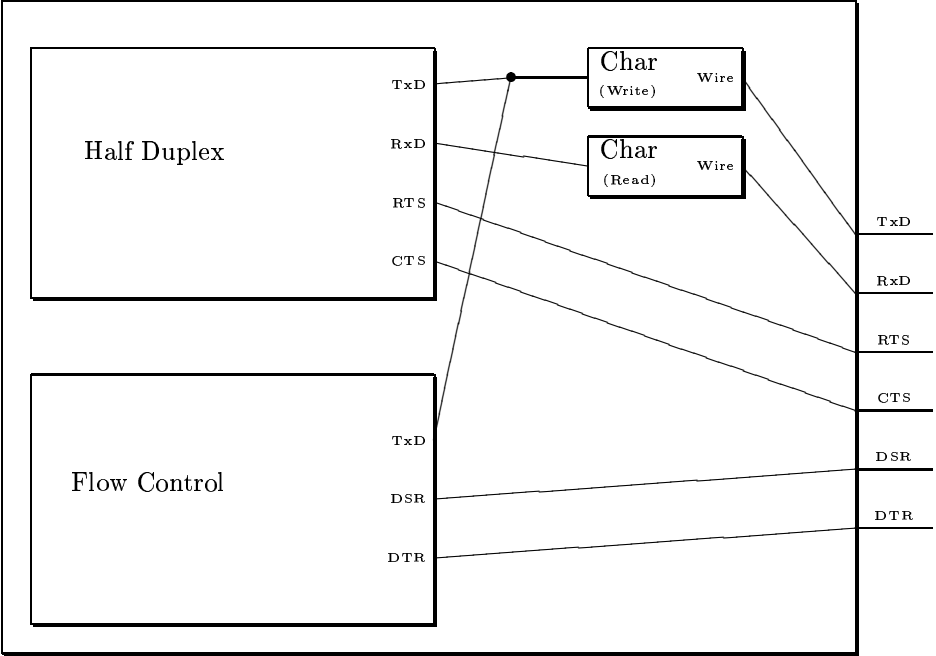 Half Duplex
TxD
RxD
RTS
CTS
Char
(Write)
Wire
Char
(Read)
Wire
Flow Control
TxD
DSR
DTR
TxD
RxD
RTS
CTS
DSR
DTR